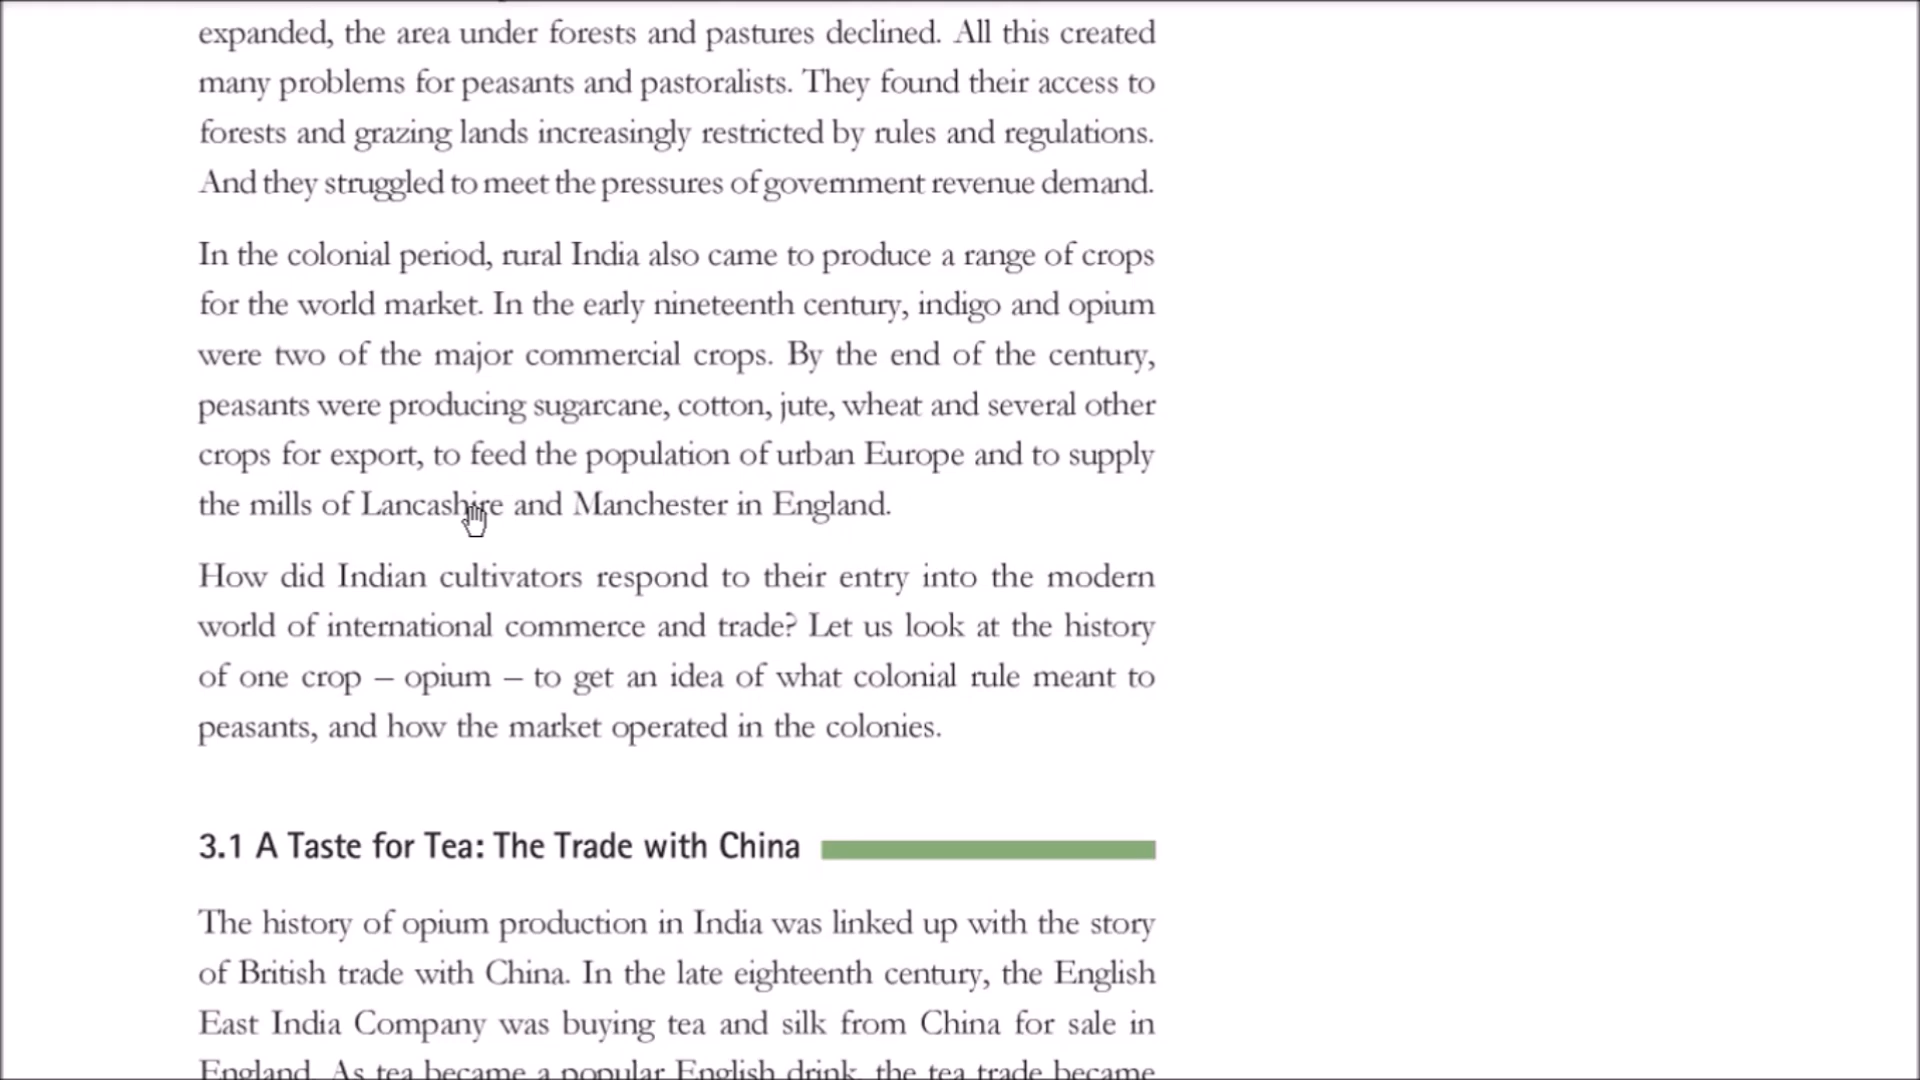 expanded, the area under forests and pastures declined. All this created
many problems for peasants and pastoralists. They found their access to
forests and grazing lands increasingly restricted by rules and regulations.
And they struggled to meet the pressures of government revenue demand.
In the colonial period, rural India also came to produce a range of crops
for the world market. In the early nineteenth century, indigo and opium
were two of the major commercial crops. By the end of the century,
peasants were producing sugarcane, cotton, jute, wheat and several other
crops for export, to feed the population of urban Europe and to supply
the mills of Lancashire and Manchester in England.
How did Indian cultivators respond to their entry into the modern
world of international commerce and trade? Let us look at the history
of one crop – opium – to get an idea of what colonial rule meant to
peasants, and how the market operated in the colonies.
3.1 A Taste for Tea: The Trade with China
The history of opium production in India was linked up with the story
of British trade with China. In the late eighteenth century, the English
East India Company was buying tea and silk from China for sale in
England. As tea became a popular English drink, the tea trade became